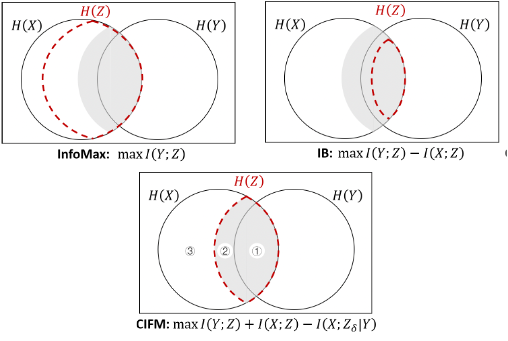 H(Z)
H(X)
H(Y)
InfoMax: max I(Y; Z)
H(Z)
H(X)
H(Y)
IB: max I(Y; Z) − I(X; Z)
H(Z)
H(X)
H(Y)
③ ② ①
CIFM: max I(Y; Z) + I(X; Z) − I(X; Z_δ|Y)